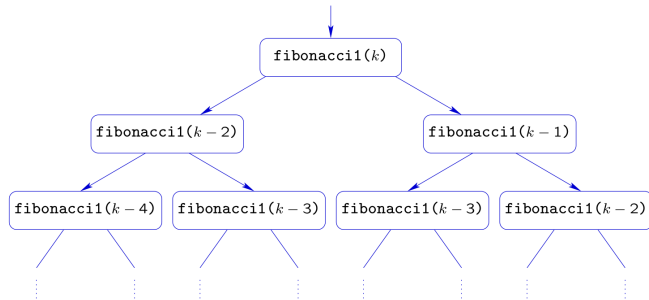 fibonacci1(k)
fibonacci1(k − 2) fibonacci1(k − 1)
fibonacci1(k − 4) fibonacci1(k − 3) fibonacci1(k − 3) fibonacci1(k − 2)